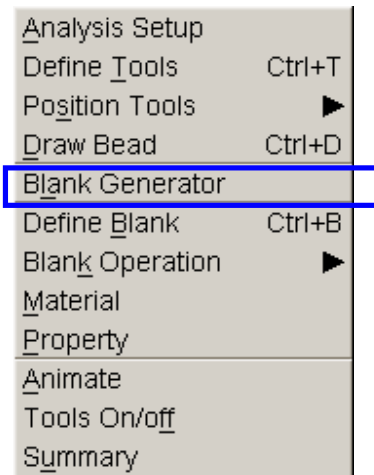 Analysis Setup
Define Tools Ctrl+T
Position Tools
Draw Bead Ctrl+D
Blank Generator
Define Blank Ctrl+B
Blank Operation
Material
Property
Animate
Tools On/off
Summary